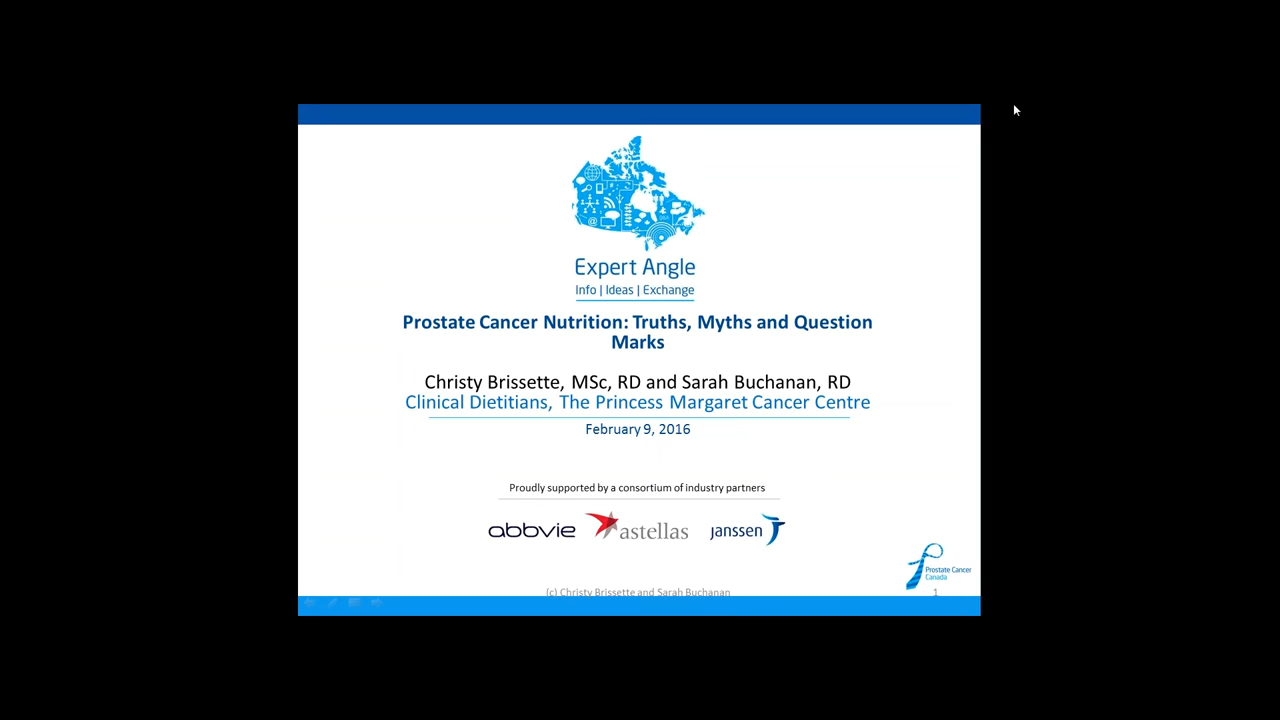 Expert Angle
Info | Ideas | Exchange
Prostate Cancer Nutrition: Truths, Myths and Question
Marks
Christy Brissette, MSc, RD and Sarah Buchanan, RD
Clinical Dietitians, The Princess Margaret Cancer Centre
February 9, 2016
Proudly supported by a consortium of industry partners
abbvie astellas janssen
Prostate Cancer
Canada
(c) Christy Brissette and Sarah Buchanan 1